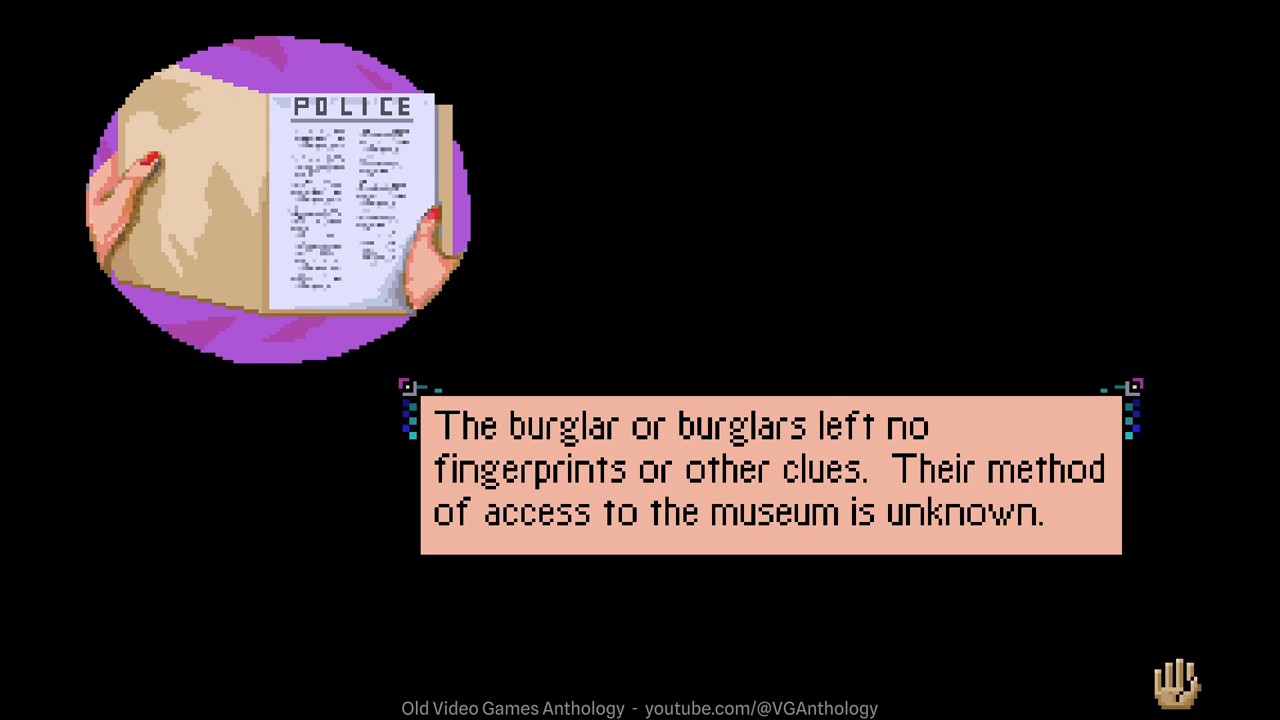 POLICE
The burglar or burglars left no
fingerprints or other clues.  Their method
of access to the museum is unknown.
Old Video Games Anthology - youtube.com/@VGAnthology